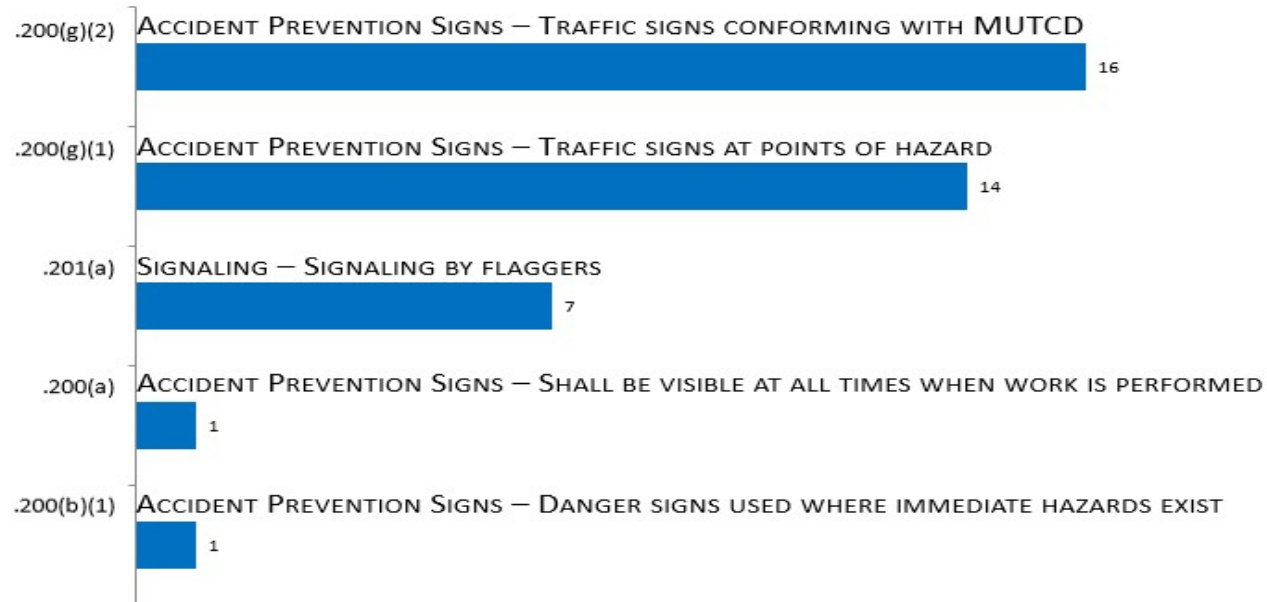 .200(g)(2) Accident Prevention Signs – Traffic signs conforming with MUTCD
16
.200(g)(1) Accident Prevention Signs – Traffic signs at points of hazard
14
.201(a) Signaling – Signaling by flaggers
7
.200(a) Accident Prevention Signs – Shall be visible at all times when work is performed
1
.200(b)(1) Accident Prevention Signs – Danger signs used where immediate hazards exist
1